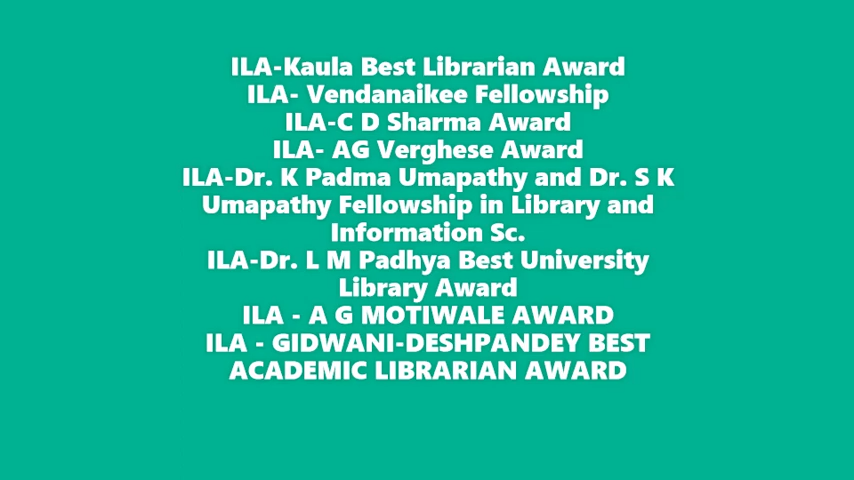 ILA-Kaula Best Librarian Award
ILA- Vendanaikee Fellowship
ILA-C D Sharma Award
ILA- AG Verghese Award
ILA-Dr. K Padma Umapathy and Dr. S K
Umapathy Fellowship in Library and
Information Sc.
ILA-Dr. L M Padhya Best University
Library Award
ILA - A G MOTIWALE AWARD
ILA - GIDWANI-DESHPANDEY BEST
ACADEMIC LIBRARIAN AWARD